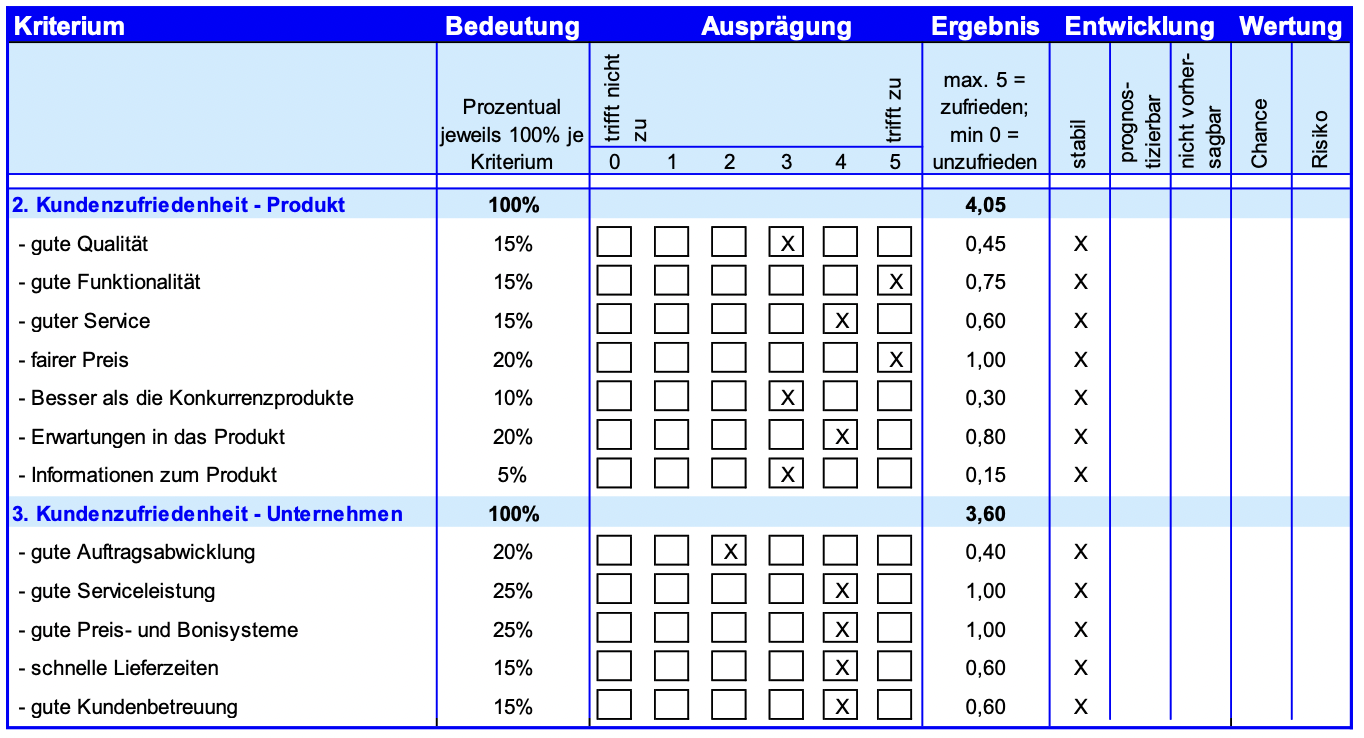 Kriterium Bedeutung Ausprägung Ergebnis Entwicklung Wertung
Prozentual
jeweils 100% je
Kriterium
trifft nicht
zu
trifft zu
0 1 2 3 4 5
max. 5 =
zufrieden;
min 0 =
unzufrieden
stabil
prognos-
tizierbar
nicht vorher-
sagbar
Chance
Risiko
2. Kundenzufriedenheit - Produkt 100% 4,05
- gute Qualität 15% X 0,45 X
- gute Funktionalität 15% X 0,75 X
- guter Service 15% X 0,60 X
- fairer Preis 20% X 1,00 X
- Besser als die Konkurrenzprodukte 10% X 0,30 X
- Erwartungen in das Produkt 20% X 0,80 X
- Informationen zum Produkt 5% X 0,15 X
3. Kundenzufriedenheit - Unternehmen 100% 3,60
- gute Auftragsabwicklung 20% X 0,40 X
- gute Serviceleistung 25% X 1,00 X
- gute Preis- und Bonisysteme 25% X 1,00 X
- schnelle Lieferzeiten 15% X 0,60 X
- gute Kundenbetreuung 15% X 0,60 X